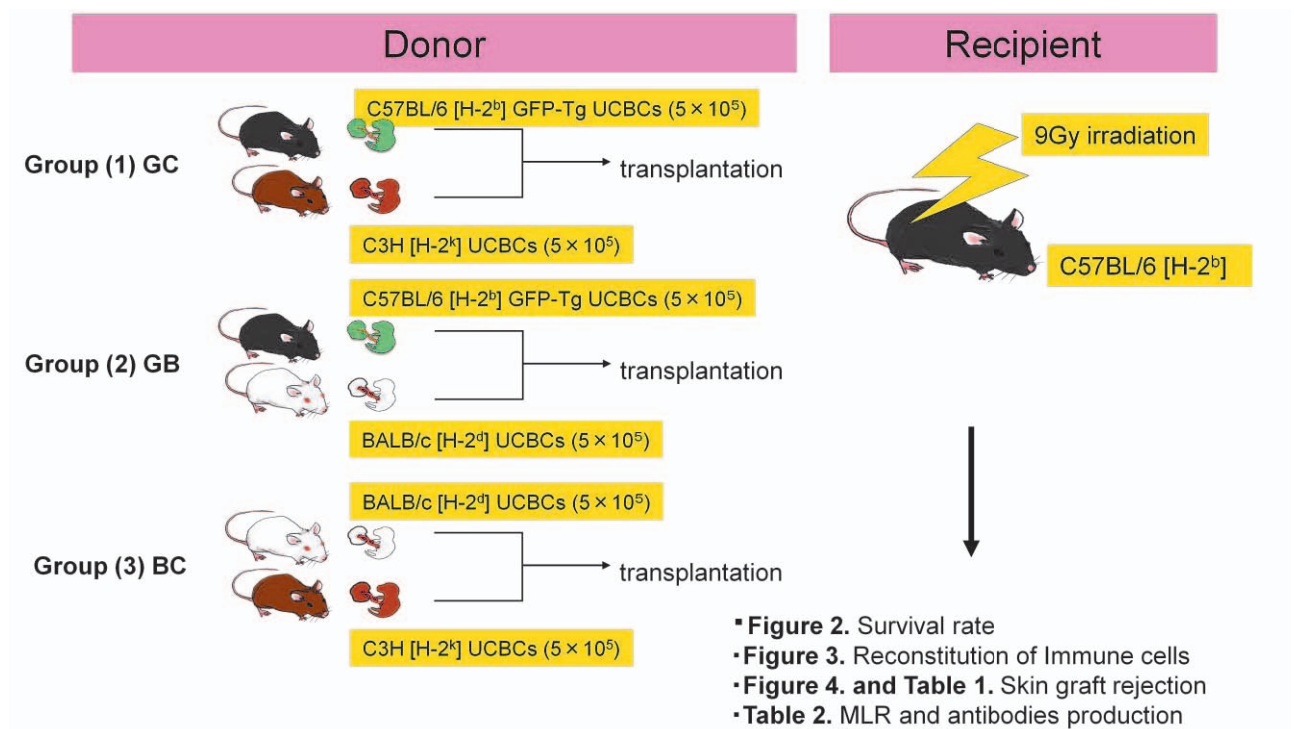 Donor
Recipient
C57BL/6 [H-2ᵇ] GFP-Tg UCBCs (5×10⁵)
Group (1) GC
transplantation
C3H [H-2ᵏ] UCBCs (5×10⁵)
C57BL/6 [H-2ᵇ] GFP-Tg UCBCs (5×10⁵)
Group (2) GB
transplantation
BALB/c [H-2ᵈ] UCBCs (5×10⁵)
BALB/c [H-2ᵈ] UCBCs (5×10⁵)
Group (3) BC
transplantation
C3H [H-2ᵏ] UCBCs (5×10⁵)
9Gy irradiation
C57BL/6 [H-2ᵇ]
▪Figure 2. Survival rate
·Figure 3. Reconstitution of Immune cells
·Figure 4. and Table 1. Skin graft rejection
·Table 2. MLR and antibodies production